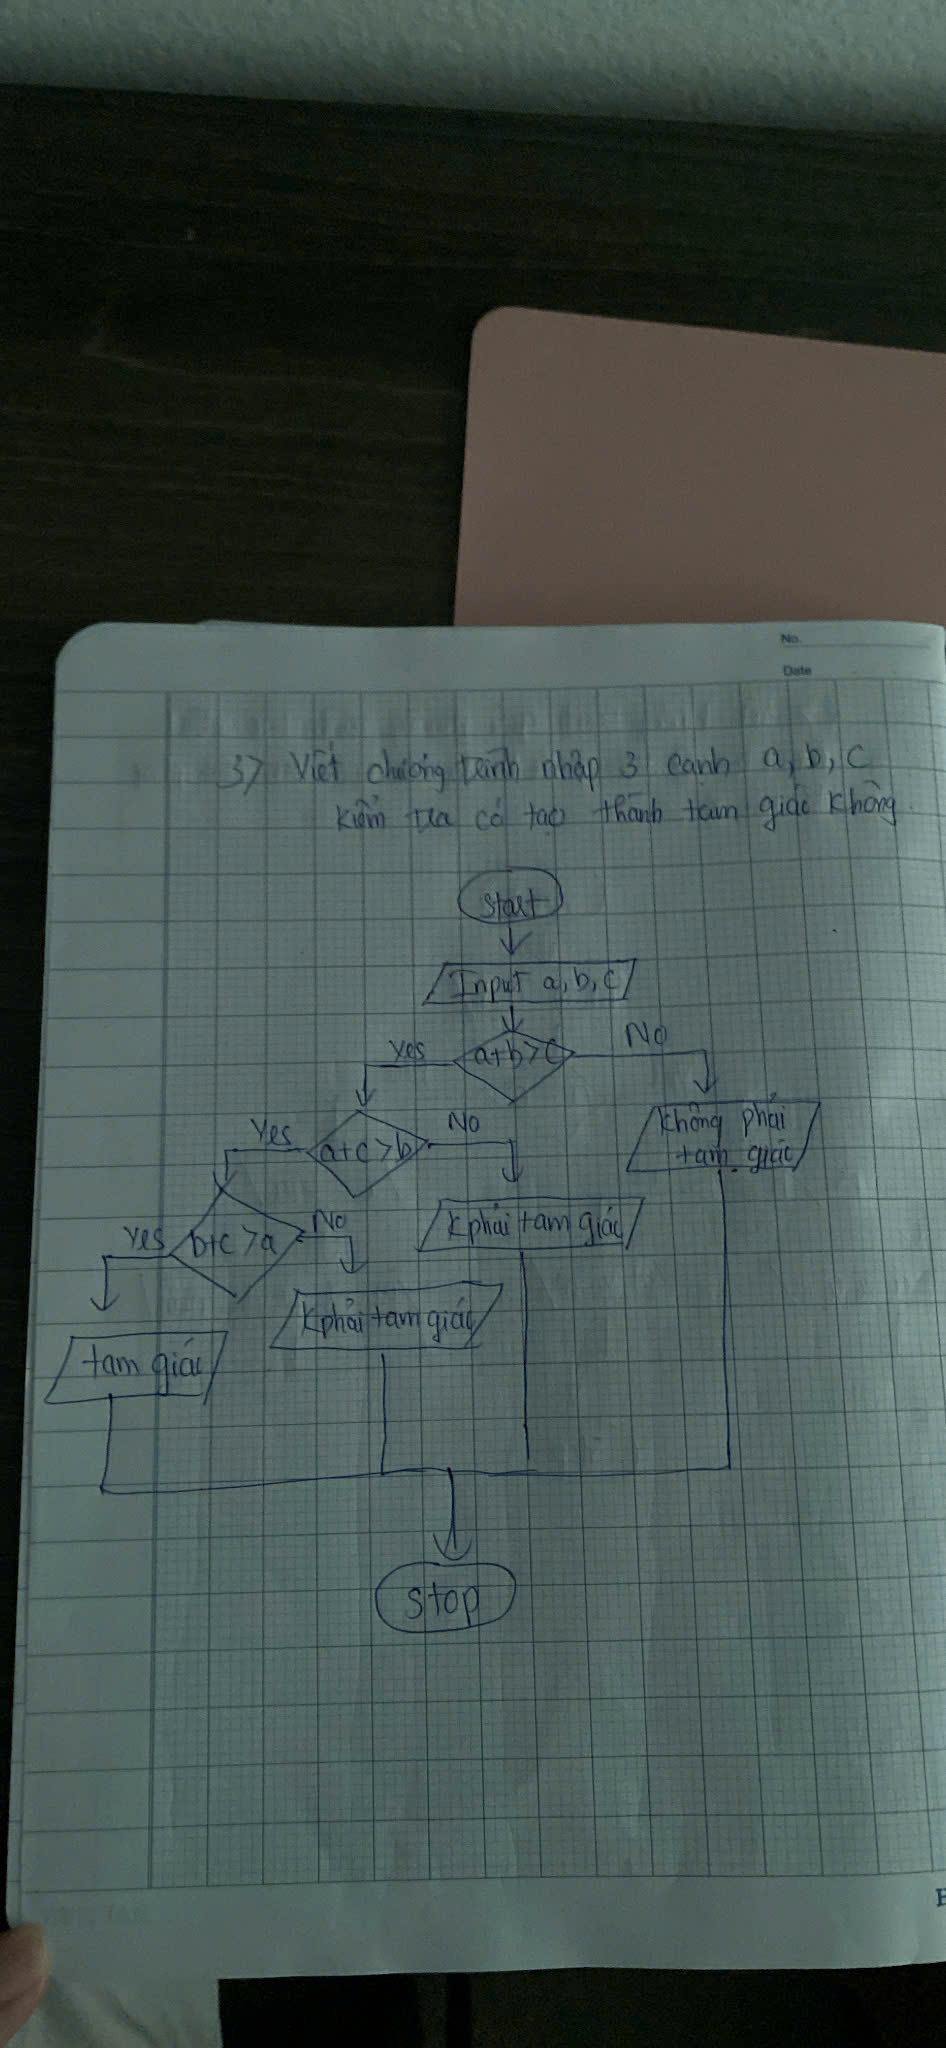 No.
Date
3) Viết chương trình nhập 3 cạnh a, b, c
kiểm tra có tạo thành tam giác không.
Start
Input a, b, c
Yes
a+b>c
No
Yes
a+c>b
No
Không phải
tam giác
Yes
b+c>a
No
K phải tam giác
K phải tam giác
tam giác
Stop